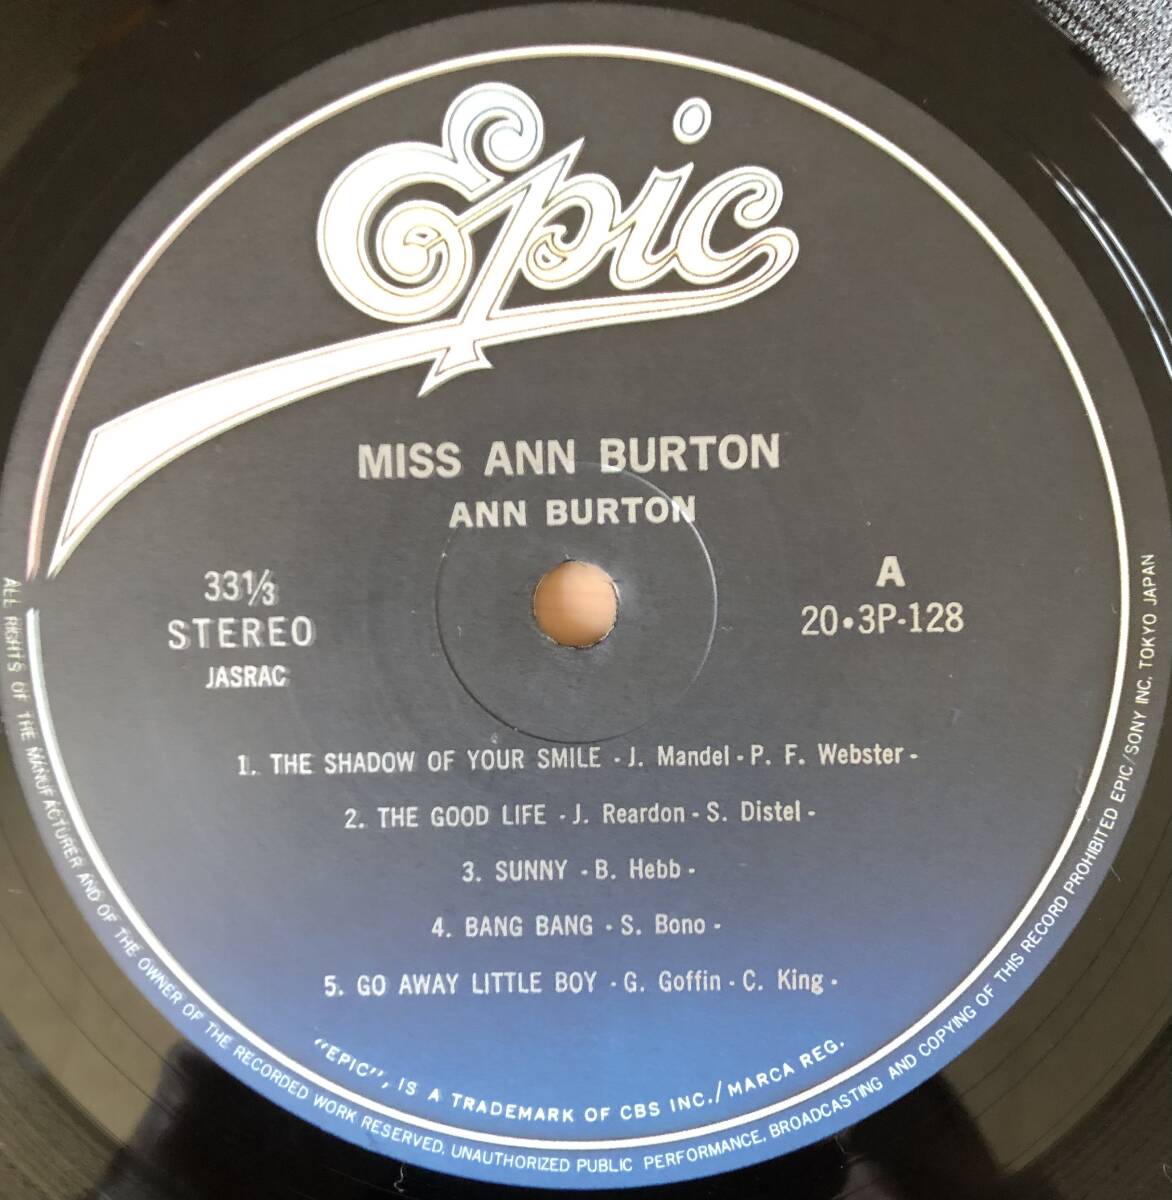 Epic
MISS ANN BURTON
ANN BURTON
33⅓
STEREO
JASRAC
A
20•3P-128
1. THE SHADOW OF YOUR SMILE - J. Mandel - P. F. Webster -
2. THE GOOD LIFE - J. Reardon - S. Distel -
3. SUNNY - B. Hebb -
4. BANG BANG - S. Bono -
5. GO AWAY LITTLE BOY - G. Goffin - C. King -
"EPIC", IS A TRADEMARK OF CBS INC./MARCA REG.
ALL RIGHTS OF THE MANUFACTURER AND OF THE OWNER OF THE RECORDED WORK RESERVED. UNAUTHORIZED PUBLIC PERFORMANCE, BROADCASTING AND COPYING OF THIS RECORD PROHIBITED EPIC/SONY INC. TOKYO JAPAN